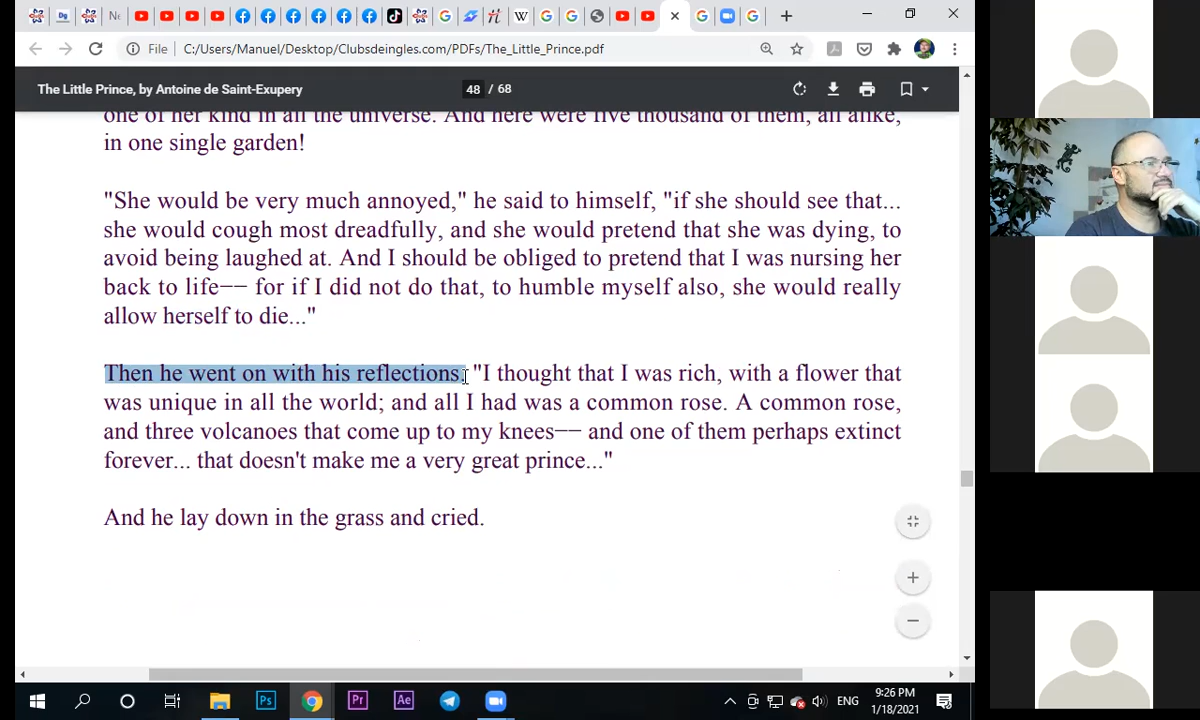 File C:/Users/Manuel/Desktop/Clubsdeingles.com/PDFs/The_Little_Prince.pdf
The Little Prince, by Antoine de Saint-Exupery 48 / 68
one of her kind in all the universe. And here were five thousand of them, all alike,
in one single garden!
"She would be very much annoyed," he said to himself, "if she should see that...
she would cough most dreadfully, and she would pretend that she was dying, to
avoid being laughed at. And I should be obliged to pretend that I was nursing her
back to life−− for if I did not do that, to humble myself also, she would really
allow herself to die..."
Then he went on with his reflections. "I thought that I was rich, with a flower that
was unique in all the world; and all I had was a common rose. A common rose,
and three volcanoes that come up to my knees−− and one of them perhaps extinct
forever... that doesn't make me a very great prince..."
And he lay down in the grass and cried.
Ps Pr Ae ENG 9:26 PM
1/18/2021